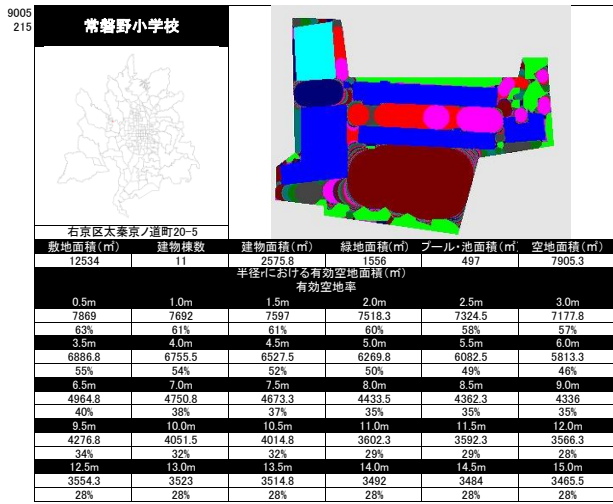 9005
215
常磐野小学校
右京区太秦京ノ道町20-5
敷地面積(㎡) 建物棟数 建物面積(㎡) 緑地面積(㎡) プール・池面積(㎡) 空地面積(㎡)
12534 11 2575.8 1556 497 7905.3
半径rにおける有効空地面積(㎡)
有効空地率
0.5m 1.0m 1.5m 2.0m 2.5m 3.0m
7869 7692 7597 7518.3 7324.5 7177.8
63% 61% 61% 60% 58% 57%
3.5m 4.0m 4.5m 5.0m 5.5m 6.0m
6886.8 6755.5 6527.5 6269.8 6082.5 5813.3
55% 54% 52% 50% 49% 46%
6.5m 7.0m 7.5m 8.0m 8.5m 9.0m
4964.8 4750.8 4673.3 4433.5 4362.3 4336
40% 38% 37% 35% 35% 35%
9.5m 10.0m 10.5m 11.0m 11.5m 12.0m
4276.8 4051.5 4014.8 3602.3 3592.3 3566.3
34% 32% 32% 29% 29% 28%
12.5m 13.0m 13.5m 14.0m 14.5m 15.0m
3554.3 3523 3514.8 3492 3484 3465.5
28% 28% 28% 28% 28% 28%